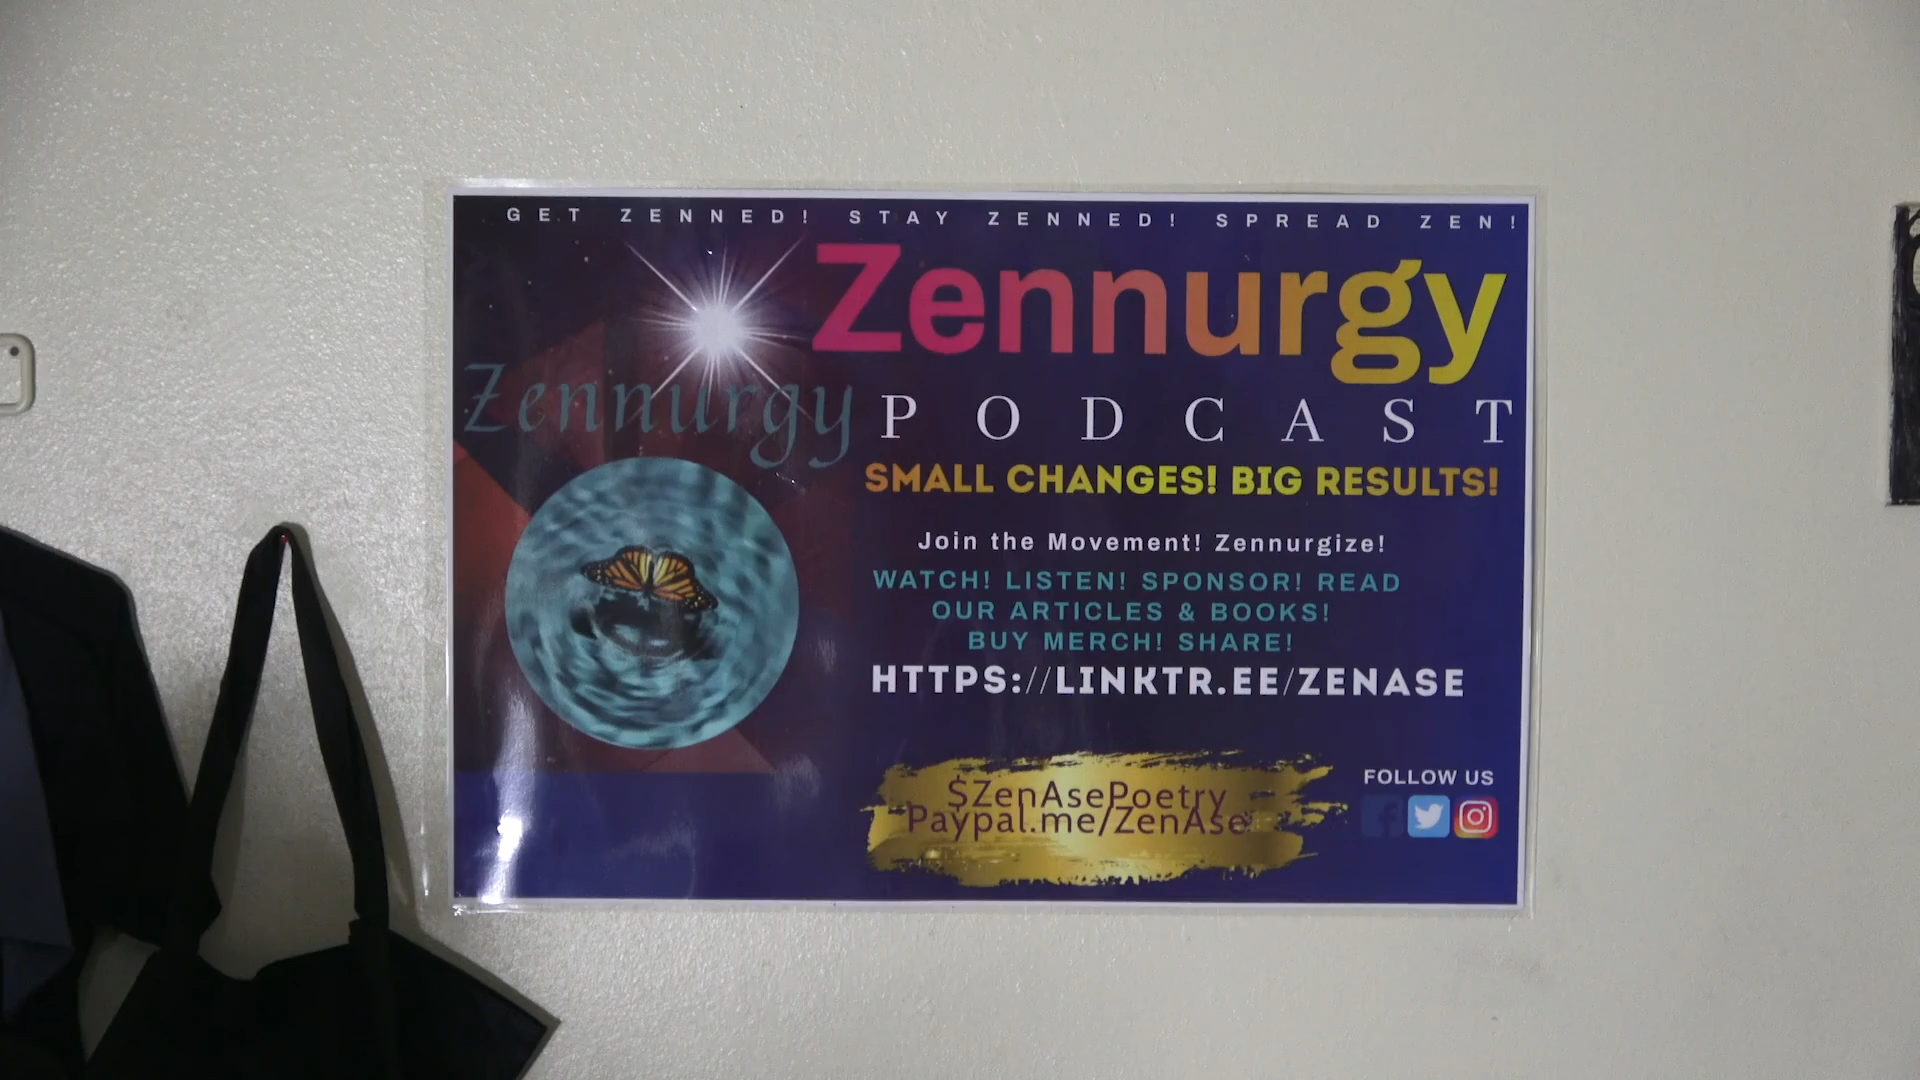 GET ZENNED! STAY ZENNED! SPREAD ZEN!
Zennurgy
Zennurgy
PODCAST
SMALL CHANGES! BIG RESULTS!
Join the Movement! Zennurgize!
WATCH! LISTEN! SPONSOR! READ
OUR ARTICLES & BOOKS!
BUY MERCH! SHARE!
HTTPS://LINKTR.EE/ZENASE
$ZenAsePoetry
Paypal.me/ZenAse
FOLLOW US